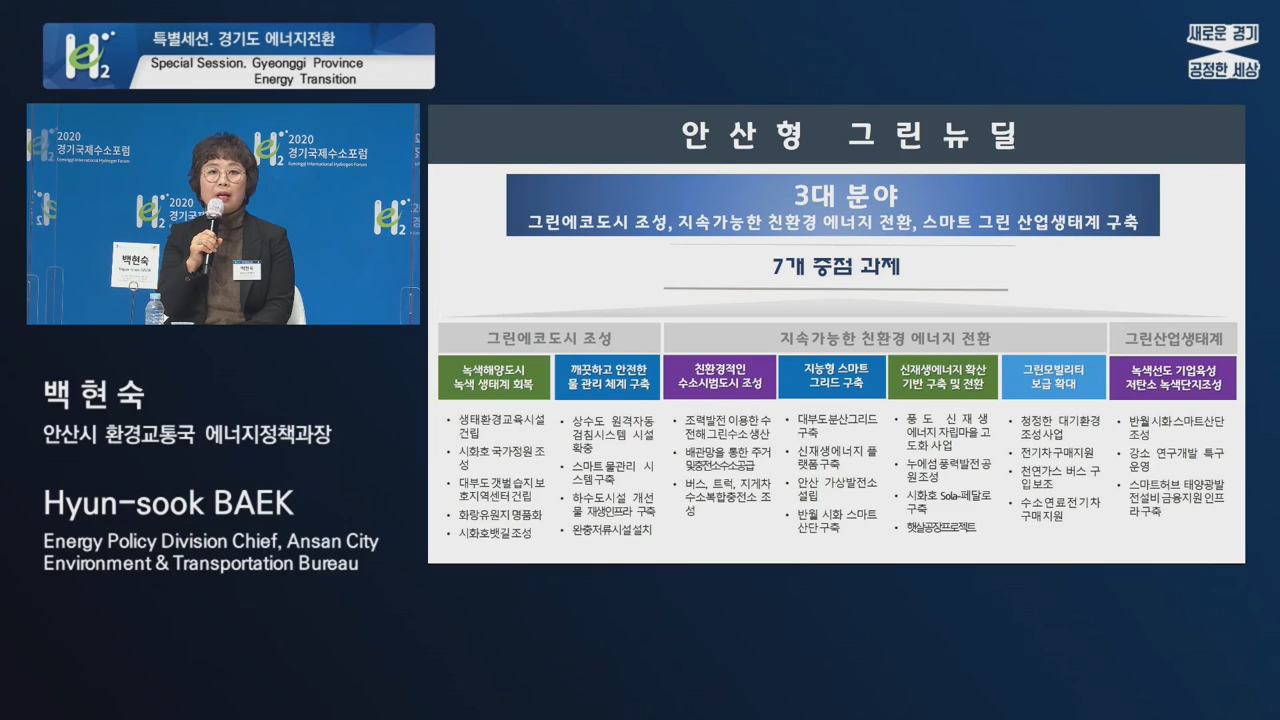 특별세션. 경기도 에너지전환
Special Session. Gyeonggi Province
Energy Transition
새로운 경기
공정한 세상
2020
경기국제수소포럼
Gyeonggi International Hydrogen Forum
2020
경기국제수소포럼
Gyeonggi International Hydrogen Forum
2020
백현숙
백현숙
백 현 숙
안산시 환경교통국 에너지정책과장
Hyun-sook BAEK
Energy Policy Division Chief, Ansan City
Environment & Transportation Bureau
안 산 형 그 린 뉴 딜
3대 분야
그린에코도시 조성, 지속가능한 친환경 에너지 전환, 스마트 그린 산업생태계 구축
7개 중점 과제
그린에코도시 조성
지속가능한 친환경 에너지 전환
그린산업생태계
녹색해양도시
녹색 생태계 회복
• 생태환경교육시설
건립
• 시화호 국가정원 조
성
• 대부도 갯벌습지 보
호지역센터 건립
• 화랑유원지 명품화
• 시화호뱃길 조성
깨끗하고 안전한
물 관리 체계 구축
• 상수도 원격자동
검침시스템 시설
확충
• 스마트 물관리 시
스템 구축
• 하수도시설 개선
물 재생인프라 구축
• 완충저류시설 설치
친환경적인
수소시범도시 조성
• 조력발전 이용한 수
전해 그린수소 생산
• 배관망을 통한 주거
및 충전소 수소 공급
• 버스, 트럭, 지게차
수소복합충전소 조
성
지능형 스마트
그리드 구축
• 대부도 분산그리드
구축
• 신재생에너지 플
랫폼 구축
• 안산 가상발전소
설립
• 반월 시화 스마트
산단 구축
신재생에너지 확산
기반 구축 및 전환
• 풍도 신재생
에너지 자립마을 고
도화 사업
• 누에섬 풍력발전공
원 조성
• 시화호 Sola-페달로
구축
• 햇살공장프로젝트
그린모빌리티
보급 확대
• 청정한 대기환경
조성 사업
• 전기차 구매지원
• 천연가스 버스 구
입 보조
• 수소 연료전기차
구매 지원
녹색선도 기업육성
저탄소 녹색단지조성
• 반월 시화 스마트산단
조성
• 강소 연구개발 특구
운영
• 스마트허브 태양광발
전설비 금융지원 인프
라 구축